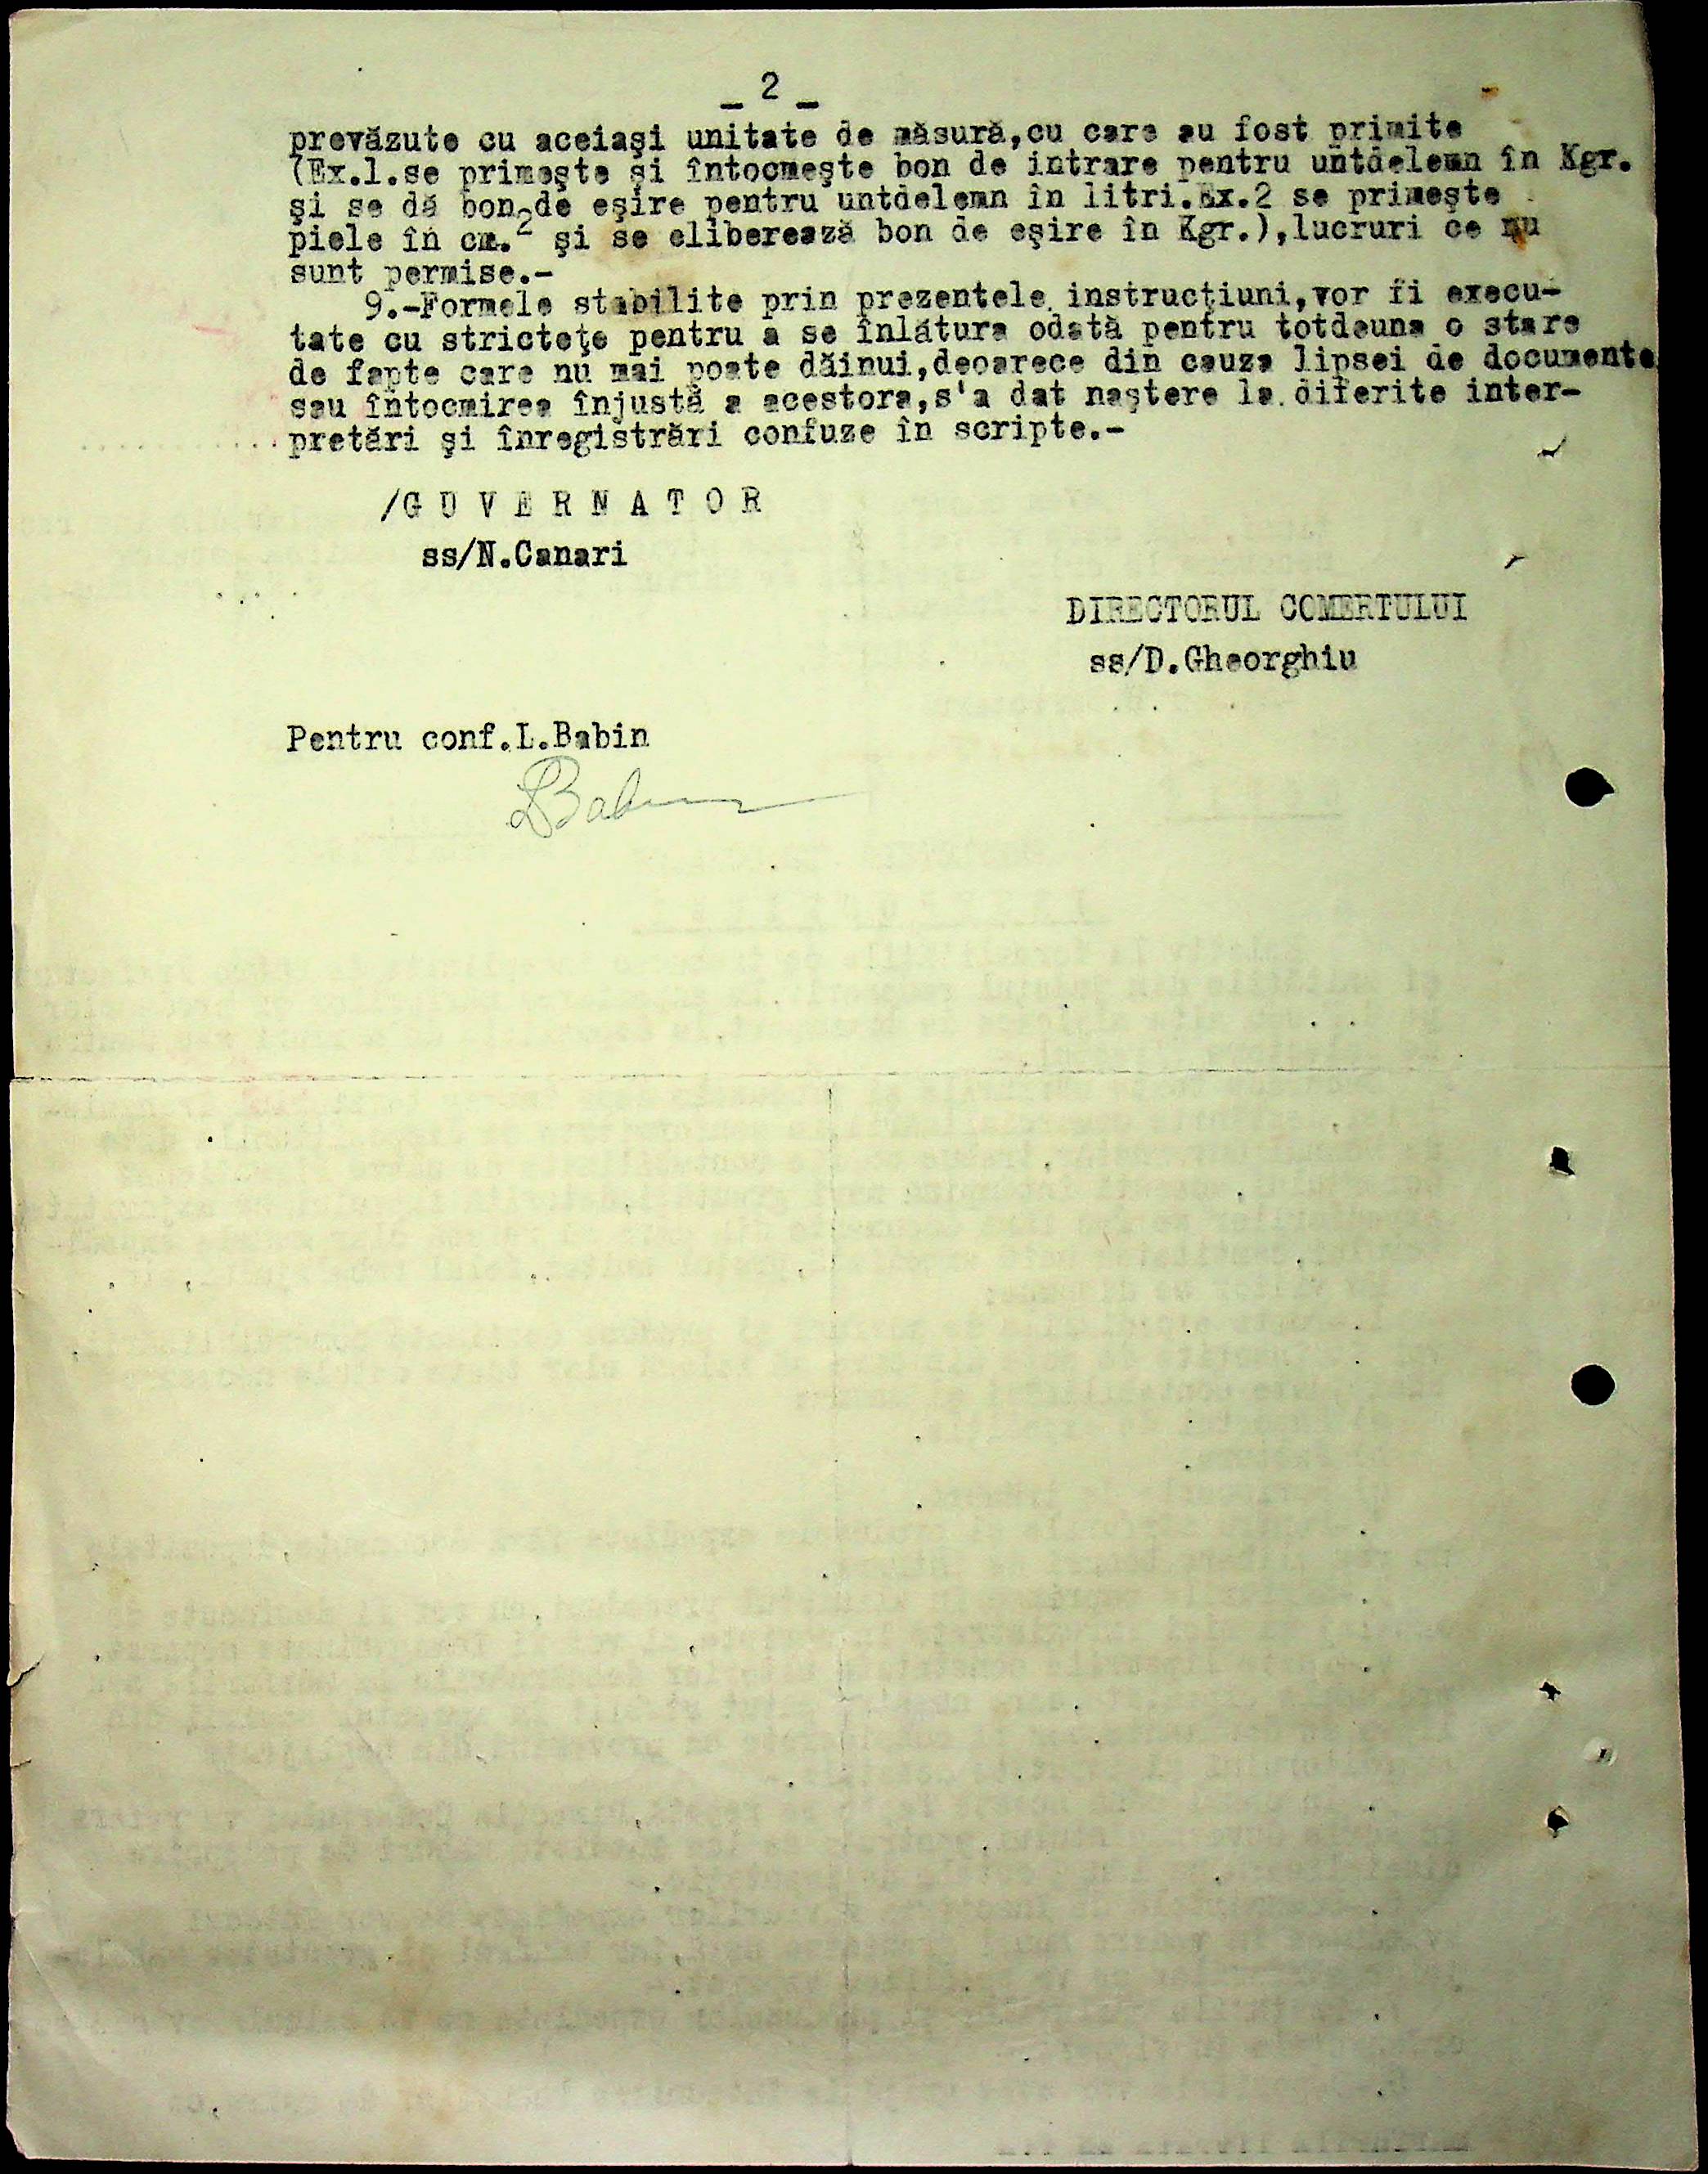 _ 2 _
prevăzute cu aceiaşi unitate de măsură,cu care au fost primite
(Ex.l.se primeşte şi întocmeşte bon de intrare pentru untdelemn în Kgr.
şi se dă bon de eşire pentru untdelemn în litri.Ex.2 se primeşte
piele în cm.² şi se eliberează bon de eşire în Kgr.),lucruri ce nu
sunt permise.-
9.-Formele stabilite prin prezentele instrucţiuni,vor fi execu-
tate cu stricteţe pentru a se înlătura odată pentru totdeuna o stare
de fapte care nu mai poate dăinui,deoarece din cauza lipsei de documente
sau întocmirea înjustă a acestora,s'a dat naştere la diferite inter-
pretări şi înregistrări confuze în scripte.-
/G U V E R N A T O R
ss/N.Canari
DIRECTORUL COMERTULUI
ss/D.Gheorghiu
Pentru conf.L.Babin
LBabin